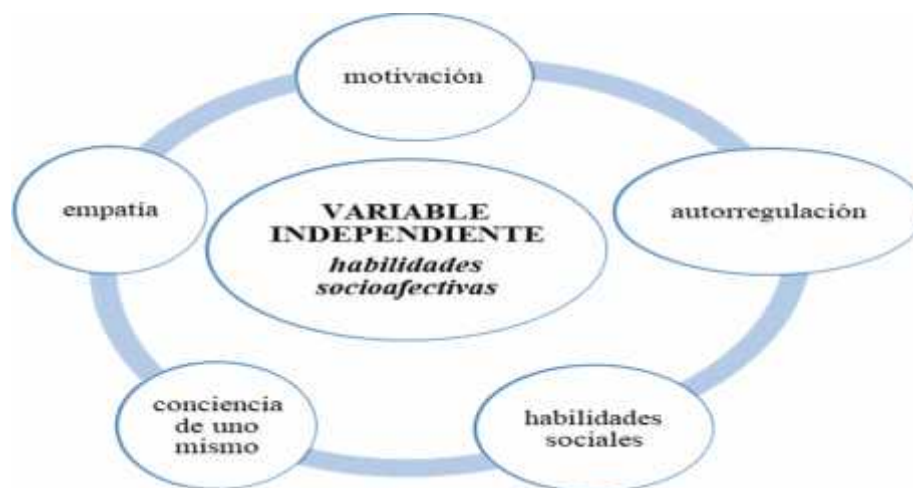 motivación
empatía
VARIABLE
INDEPENDIENTE
habilidades
socioafectivas
autorregulación
conciencia
de uno
mismo
habilidades
sociales